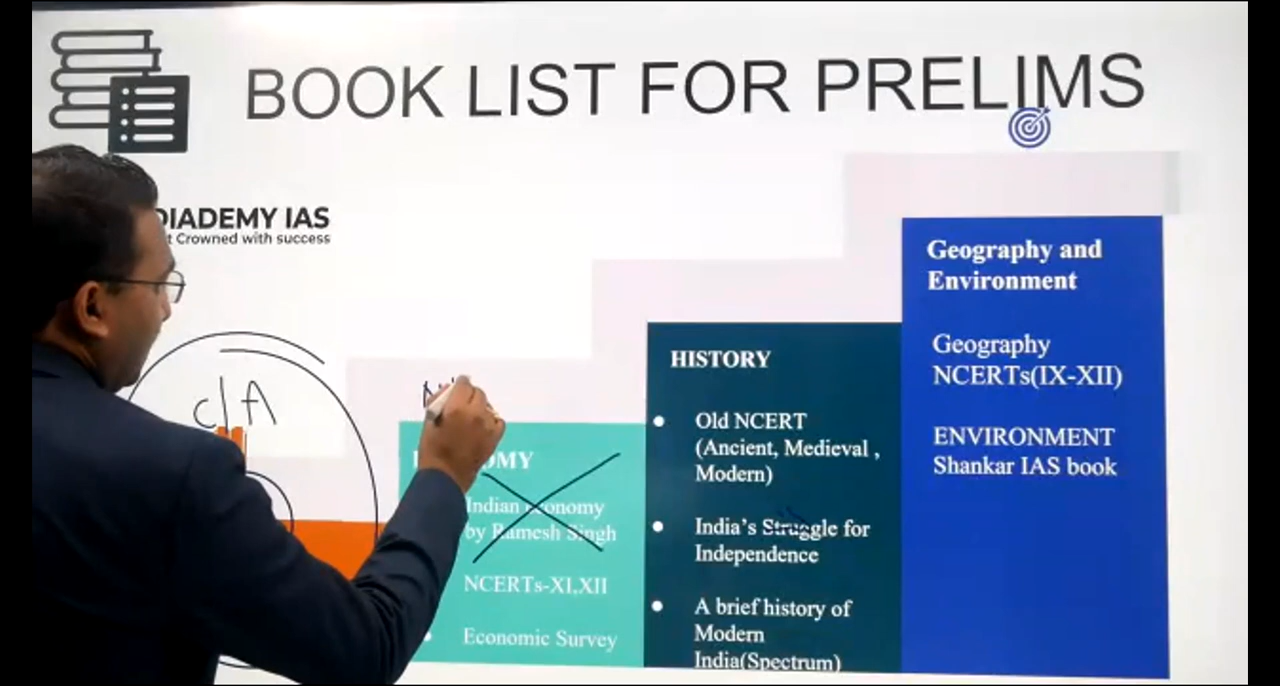 BOOK LIST FOR PRELIMS
DIADEMY IAS
t Crowned with success
C/A
OMY
Indian Economy
by Ramesh Singh
NCERTs-XI,XII
Economic Survey
HISTORY
Old NCERT
(Ancient, Medieval ,
Modern)
India's Struggle for
Independence
A brief history of
Modern
India(Spectrum)
Geography and
Environment
Geography
NCERTs(IX-XII)
ENVIRONMENT
Shankar IAS book